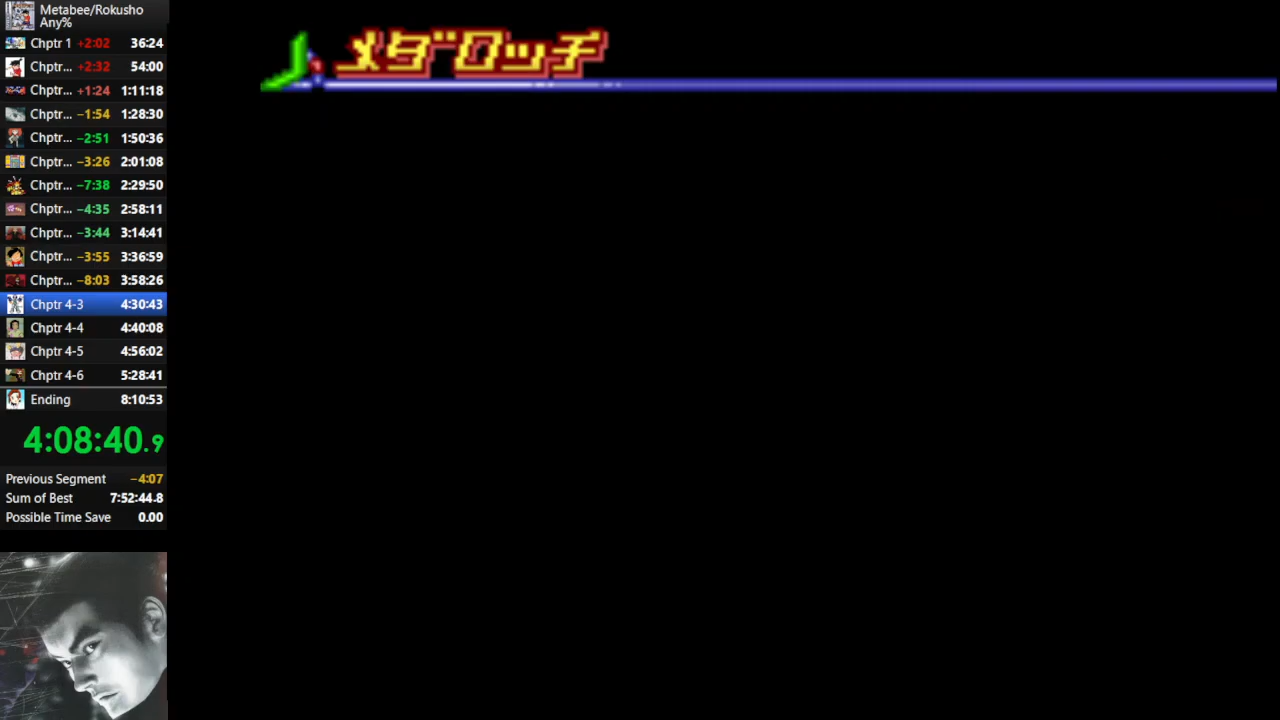 Metabee/Rokusho
Any%
Chptr 1 +2:02 36:24
Chptr... +2:32 54:00
Chptr... +1:24 1:11:18
Chptr... −1:54 1:28:30
Chptr... −2:51 1:50:36
Chptr... −3:26 2:01:08
Chptr... −7:38 2:29:50
Chptr... −4:35 2:58:11
Chptr... −3:44 3:14:41
Chptr... −3:55 3:36:59
Chptr... −8:03 3:58:26
Chptr 4-3 4:30:43
Chptr 4-4 4:40:08
Chptr 4-5 4:56:02
Chptr 4-6 5:28:41
Ending 8:10:53
4:08:40.9
Previous Segment −4:07
Sum of Best 7:52:44.8
Possible Time Save 0.00
メダロッチ